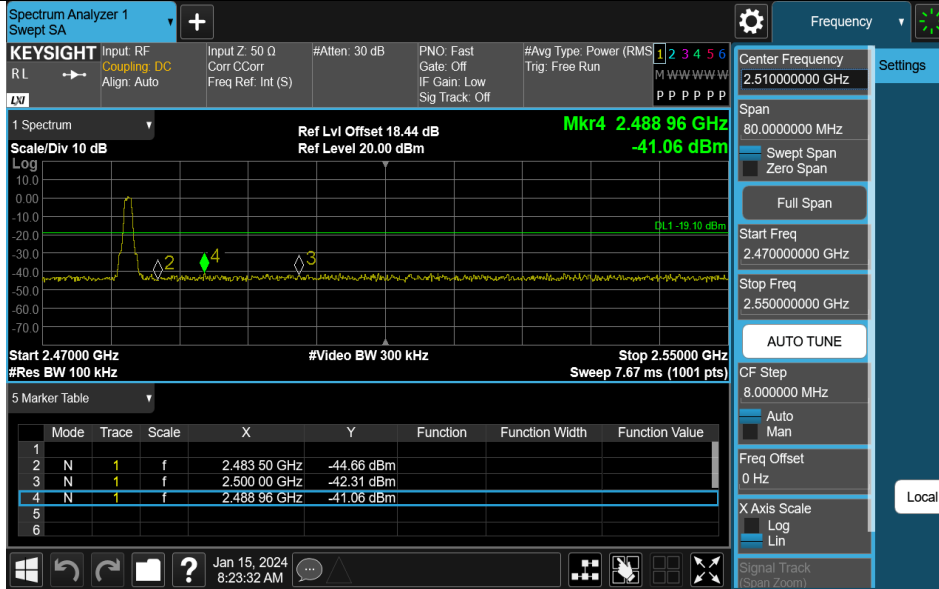 Spectrum Analyzer 1
Swept SA
+
Frequency
KEYSIGHT
RL
LXI
Input: RF
Coupling: DC
Align: Auto
Input Z: 50 Ω
Corr CCorr
Freq Ref: Int (S)
#Atten: 30 dB
PNO: Fast
Gate: Off
IF Gain: Low
Sig Track: Off
#Avg Type: Power (RMS
Trig: Free Run
1 2 3 4 5 6
M W W W W W
P P P P P P
1 Spectrum
Scale/Div 10 dB
Ref Lvl Offset 18.44 dB
Ref Level 20.00 dBm
Mkr4 2.488 96 GHz
-41.06 dBm
Log
10.0
0.00
-10.0
-20.0
-30.0
-40.0
-50.0
-60.0
-70.0
DL1 -19.10 dBm
2
4
3
Start 2.47000 GHz
#Video BW 300 kHz
Stop 2.55000 GHz
#Res BW 100 kHz
Sweep 7.67 ms (1001 pts)
5 Marker Table
Mode Trace Scale X Y Function Function Width Function Value
1
2 N 1 f 2.483 50 GHz -44.66 dBm
3 N 1 f 2.500 00 GHz -42.31 dBm
4 N 1 f 2.488 96 GHz -41.06 dBm
5
6
?
Jan 15, 2024
8:23:32 AM
Center Frequency
2.510000000 GHz
Span
80.0000000 MHz
Swept Span
Zero Span
Full Span
Start Freq
2.470000000 GHz
Stop Freq
2.550000000 GHz
AUTO TUNE
CF Step
8.000000 MHz
Auto
Man
Freq Offset
0 Hz
X Axis Scale
Log
Lin
Signal Track
(Span Zoom)
Settings
Local